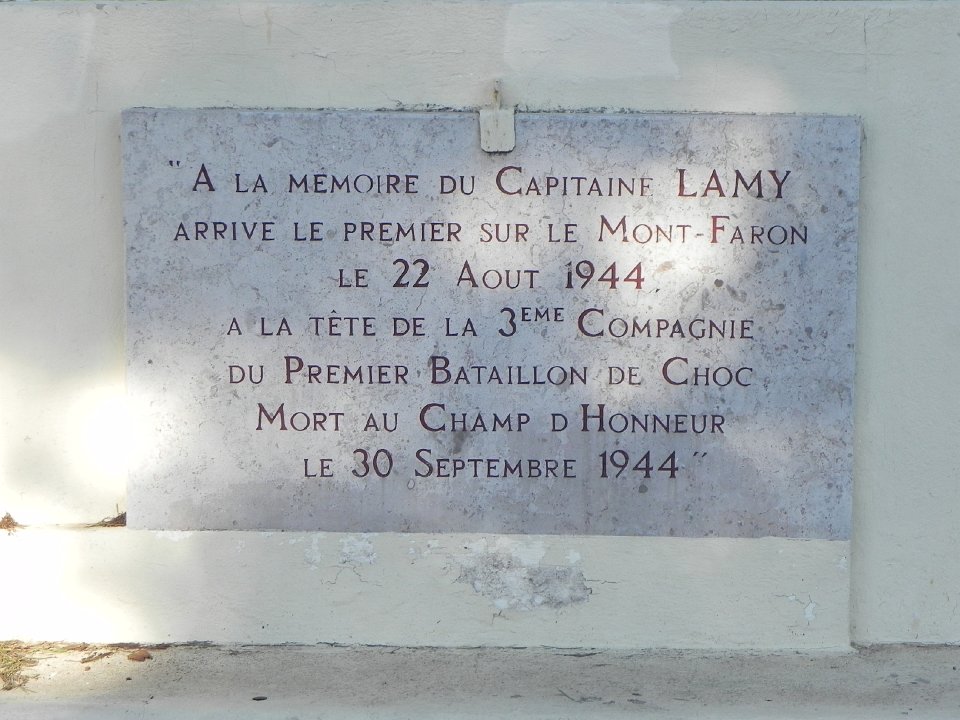 " A LA MÉMOIRE DU CAPITAINE LAMY
ARRIVE LE PREMIER SUR LE MONT-FARON
LE 22 AOUT 1944
A LA TÊTE DE LA 3EME COMPAGNIE
DU PREMIER BATAILLON DE CHOC
MORT AU CHAMP D HONNEUR
LE 30 SEPTEMBRE 1944 "